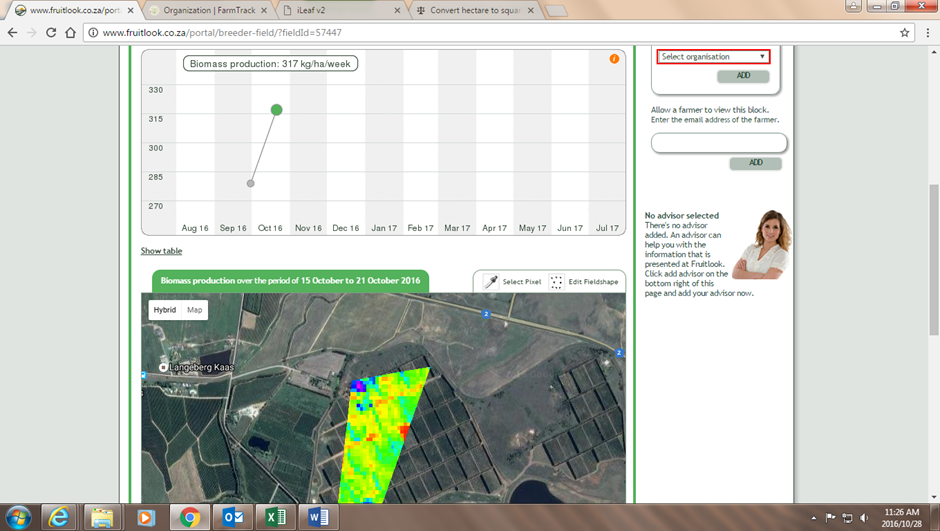 www.fruitlook.co.za/port
Organization | FarmTrack
iLeaf v2
Convert hectare to squar
www.fruitlook.co.za/portal/breeder-field/?fieldId=57447
Biomass production: 317 kg/ha/week
i
330
315
300
285
270
Aug 16 Sep 16 Oct 16 Nov 16 Dec 16 Jan 17 Feb 17 Mar 17 Apr 17 May 17 Jun 17 Jul 17
Show table
Select organisation
ADD
Allow a farmer to view this block.
Enter the email address of the farmer.
ADD
No advisor selected
There's no advisor
added. An advisor can
help you with the
information that is
presented at Fruitlook.
Click add advisor on the
bottom right of this
page and add your advisor now.
Biomass production over the period of 15 October to 21 October 2016
Select Pixel
Edit Fieldshape
Hybrid Map
2
2
Langeberg Kaas
11:26 AM
2016/10/28